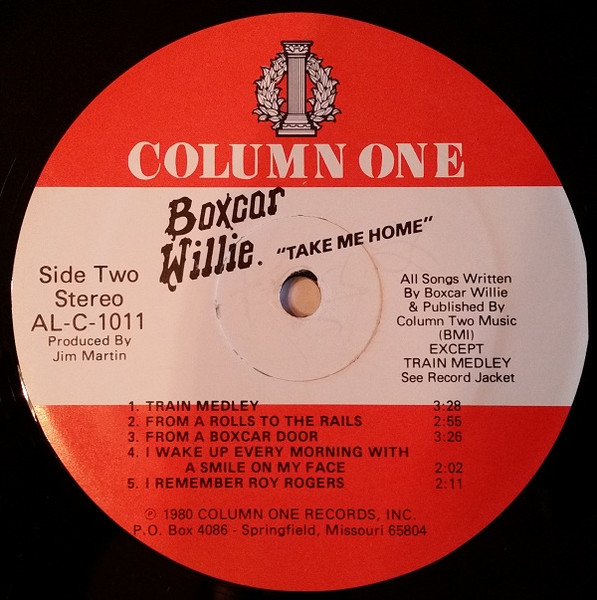 COLUMN ONE
Boxcar
Willie. "TAKE ME HOME"
Side Two
Stereo
AL-C-1011
Produced By
Jim Martin
All Songs Written
By Boxcar Willie
& Published By
Column Two Music
(BMI)
EXCEPT
TRAIN MEDLEY
See Record Jacket
1. TRAIN MEDLEY 3:28
2. FROM A ROLLS TO THE RAILS 2:55
3. FROM A BOXCAR DOOR 3:26
4. I WAKE UP EVERY MORNING WITH
A SMILE ON MY FACE 2:02
5. I REMEMBER ROY ROGERS 2:11
℗ 1980 COLUMN ONE RECORDS, INC.
P.O. Box 4086 - Springfield, Missouri 65804